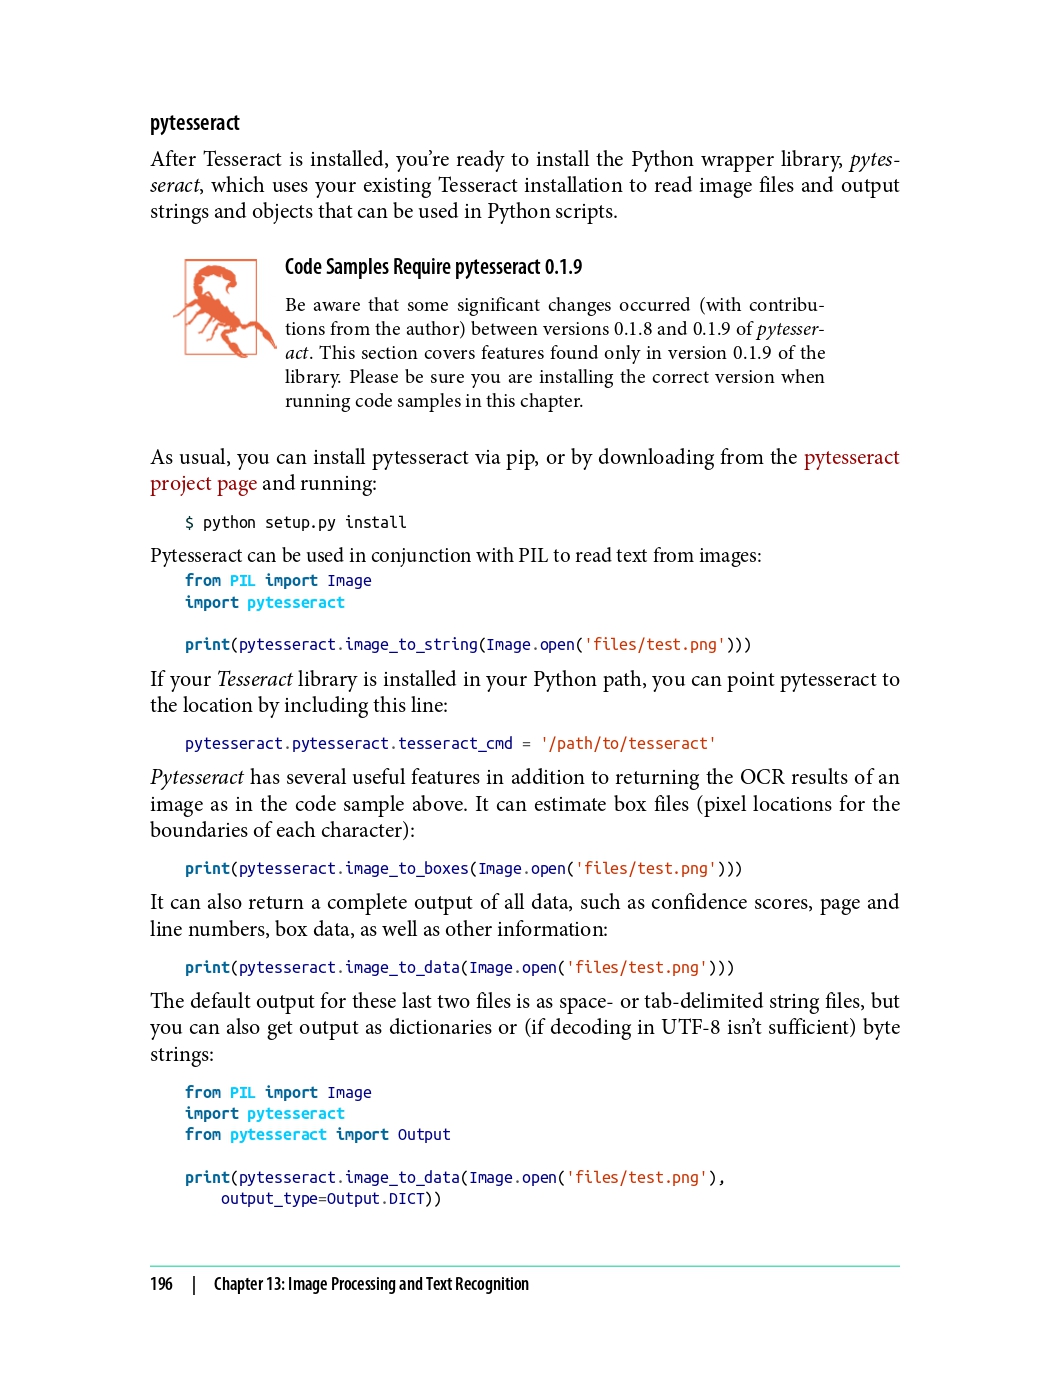 pytesseract
After Tesseract is installed, you’re ready to install the Python wrapper library, pytes-
seract, which uses your existing Tesseract installation to read image files and output
strings and objects that can be used in Python scripts.
Code Samples Require pytesseract 0.1.9
Be aware that some significant changes occurred (with contribu-
tions from the author) between versions 0.1.8 and 0.1.9 of pytesser-
act. This section covers features found only in version 0.1.9 of the
library. Please be sure you are installing the correct version when
running code samples in this chapter.
As usual, you can install pytesseract via pip, or by downloading from the pytesseract
project page and running:
$ python setup.py install
Pytesseract can be used in conjunction with PIL to read text from images:
from PIL import Image
import pytesseract
print(pytesseract.image_to_string(Image.open('files/test.png')))
If your Tesseract library is installed in your Python path, you can point pytesseract to
the location by including this line:
pytesseract.pytesseract.tesseract_cmd = '/path/to/tesseract'
Pytesseract has several useful features in addition to returning the OCR results of an
image as in the code sample above. It can estimate box files (pixel locations for the
boundaries of each character):
print(pytesseract.image_to_boxes(Image.open('files/test.png')))
It can also return a complete output of all data, such as confidence scores, page and
line numbers, box data, as well as other information:
print(pytesseract.image_to_data(Image.open('files/test.png')))
The default output for these last two files is as space- or tab-delimited string files, but
you can also get output as dictionaries or (if decoding in UTF-8 isn’t sufficient) byte
strings:
from PIL import Image
import pytesseract
from pytesseract import Output
print(pytesseract.image_to_data(Image.open('files/test.png'),
    output_type=Output.DICT))
196 | Chapter 13: Image Processing and Text Recognition